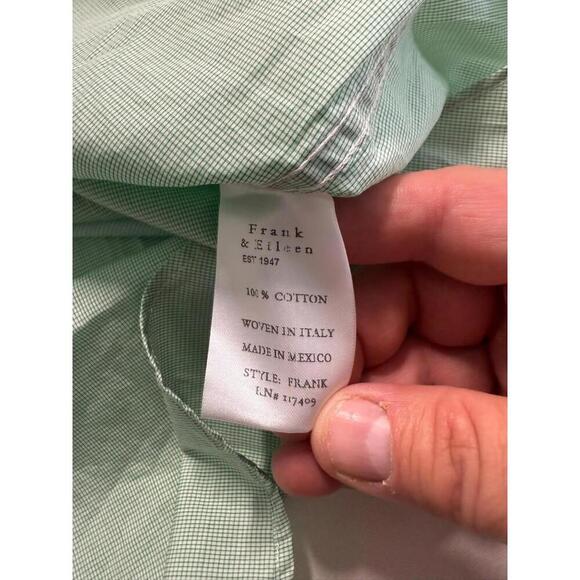 Frank
& Eileen
EST 1947
100% COTTON
WOVEN IN ITALY
MADE IN MEXICO
STYLE: FRANK
RN# 117409